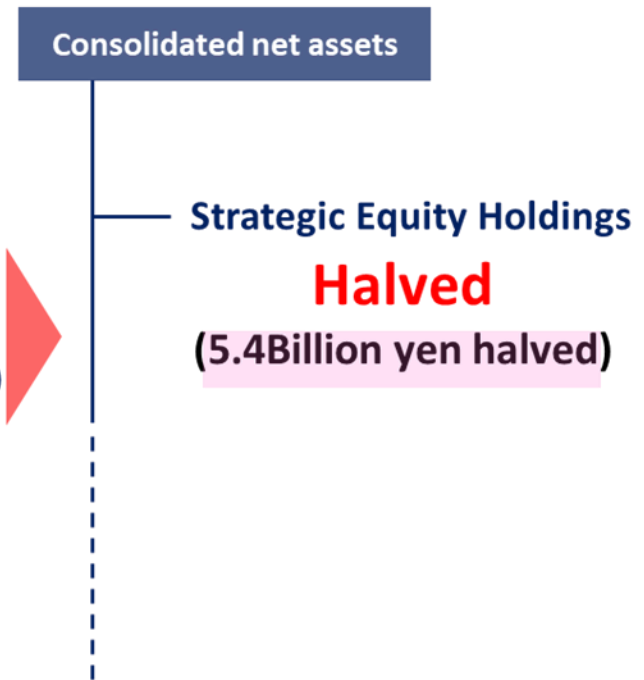 Consolidated net assets
Strategic Equity Holdings
Halved
(5.4Billion yen halved)
)